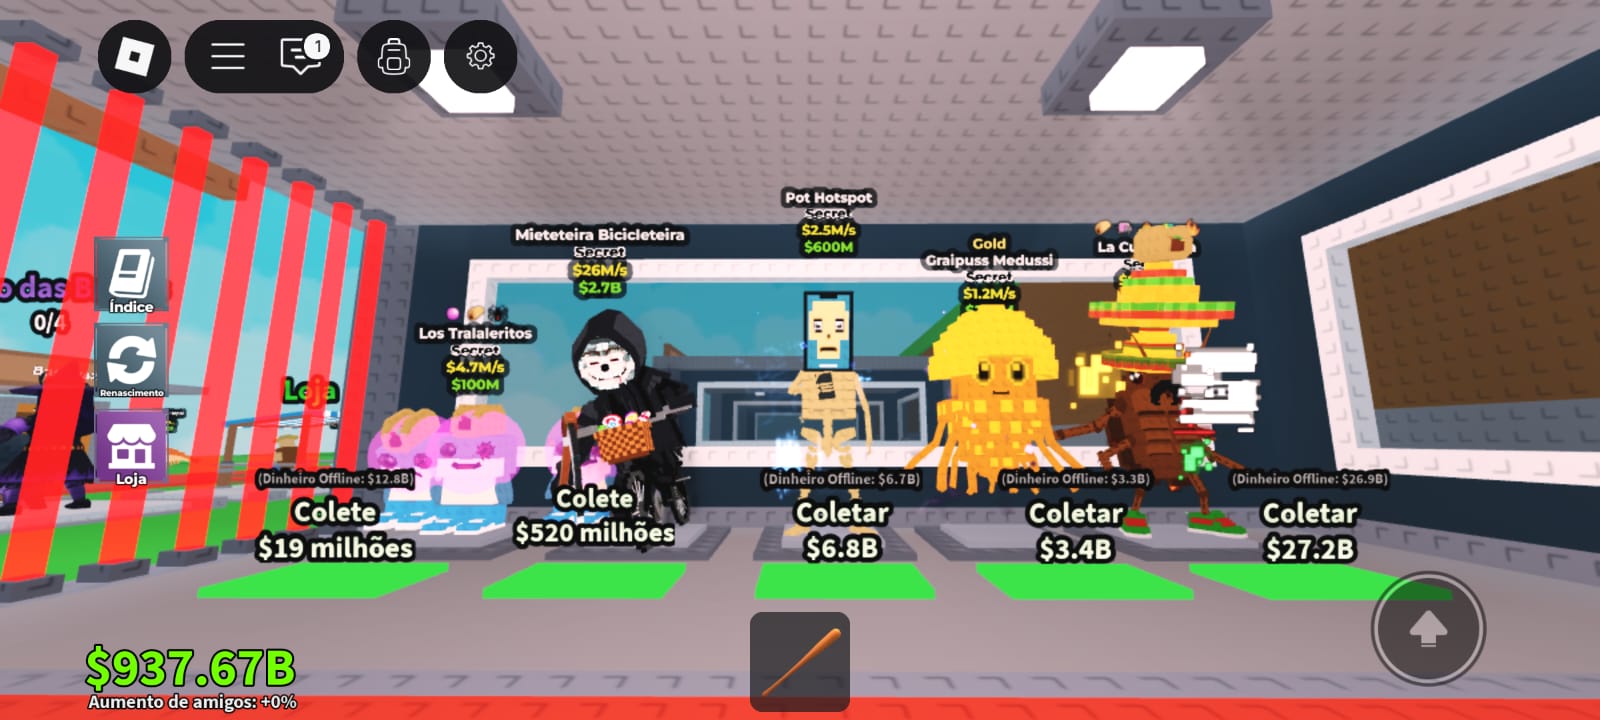 1
Índice
Renascimento
Loja
o das B
0/4
Loja
Los Tralaleritos
Secret
$4.7M/s
$100M
Mieteteira Bicicleteira
Secret
$26M/s
$2.7B
Pot Hotspot
Secret
$2.5M/s
$600M
Gold
Graipuss Medussi
Secret
$1.2M/s
La Cu
(Dinheiro Offline: $12.8B)
Colete
$19 milhões
Colete
$520 milhões
(Dinheiro Offline: $6.7B)
Coletar
$6.8B
(Dinheiro Offline: $3.3B)
Coletar
$3.4B
(Dinheiro Offline: $26.9B)
Coletar
$27.2B
$937.67B
Aumento de amigos: +0%